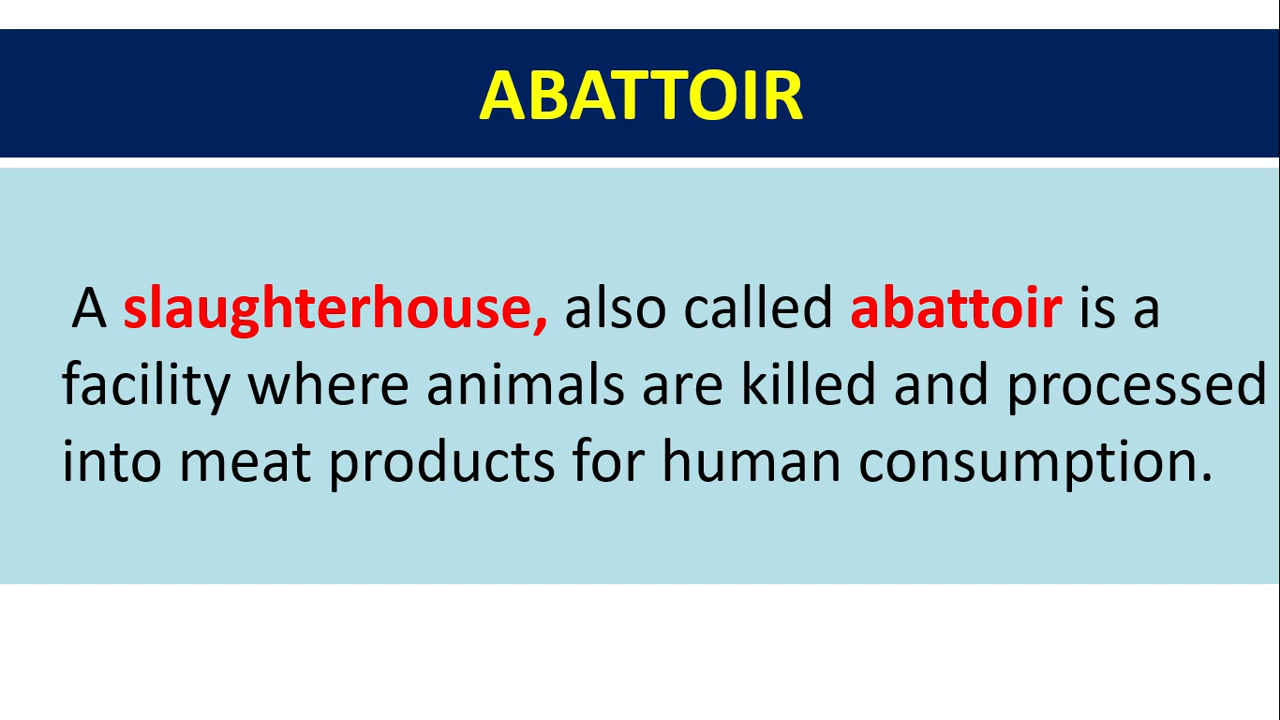 ABATTOIR
A slaughterhouse, also called abattoir is a
facility where animals are killed and processed
into meat products for human consumption.